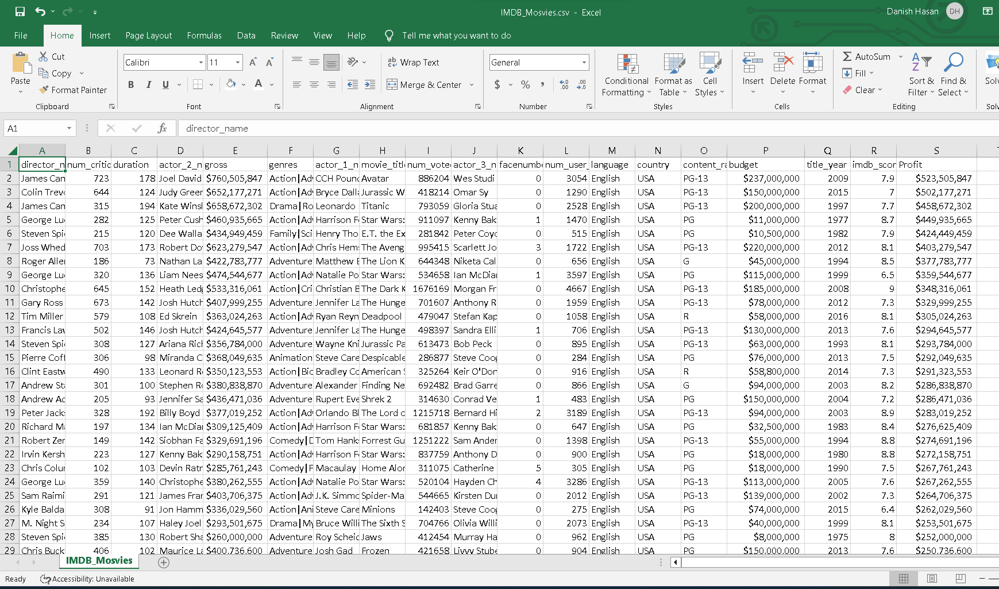 IMDB_Mosvies.csv - Excel
Danish Hasan DH
File Home Insert Page Layout Formulas Data Review View Help Tell me what you want to do
Cut Calibri 11 Wrap Text General AutoSum
Copy Fill
Paste Format Painter B I U A Merge & Center $ % Conditional Formatting Format as Table Cell Styles Insert Delete Format Clear Sort & Filter Find & Select
Clipboard Font Alignment Number Styles Cells Editing
A1 fx director_name
A B C D E F G H I J K L M N O P Q R S
1 director_n num_critic duration actor_2_n gross genres actor_1_n movie_titl num_vote actor_3_n facenumbe num_user_ language country content_ra budget title_year imdb_scor Profit
2 James Can 723 178 Joel David $760,505,847 Action|Adv CCH Poun Avatar 886204 Wes Studi 0 3054 English USA PG-13 $237,000,000 2009 7.9 $523,505,847
3 Colin Trev 644 124 Judy Greer $652,177,271 Action|Adv Bryce Dalla Jurassic W 418214 Omar Sy 0 1290 English USA PG-13 $150,000,000 2015 7 $502,177,271
4 James Can 315 194 Kate Winsl $658,672,302 Drama|Ro Leonardo Titanic 793059 Gloria Stua 0 2528 English USA PG-13 $200,000,000 1997 7.7 $458,672,302
5 George Lu 282 125 Peter Cush $460,935,665 Action|Adv Harrison F Star Wars: 911097 Kenny Bak 1 1470 English USA PG $11,000,000 1977 8.7 $449,935,665
6 Steven Spi 215 120 Dee Walla $434,949,459 Family|Sci Henry Tho E.T. the Ex 281842 Peter Coyo 0 515 English USA PG $10,500,000 1982 7.9 $424,449,459
7 Joss Whed 703 173 Robert Do $623,279,547 Action|Adv Chris Hem The Aveng 995415 Scarlett Jo 3 1722 English USA PG-13 $220,000,000 2012 8.1 $403,279,547
8 Roger Alle 186 73 Nathan La $422,783,777 Adventure Matthew B The Lion K 644348 Niketa Cal 0 656 English USA G $45,000,000 1994 8.5 $377,783,777
9 George Lu 320 136 Liam Nees $474,544,677 Action|Adv Natalie Po Star Wars: 534658 Ian McDia 1 3597 English USA PG $115,000,000 1999 6.5 $359,544,677
10 Christophe 645 152 Heath Led $533,316,061 Action|Cri Christian B The Dark K 1676169 Morgan Fr 0 4667 English USA PG-13 $185,000,000 2008 9 $348,316,061
11 Gary Ross 673 142 Josh Hutch $407,999,255 Adventure Jennifer La The Hunge 701607 Anthony R 0 1959 English USA PG-13 $78,000,000 2012 7.3 $329,999,255
12 Tim Miller 579 108 Ed Skrein $363,024,263 Action|Adv Ryan Reyn Deadpool 479047 Stefan Kap 0 1058 English USA R $58,000,000 2016 8.1 $305,024,263
13 Francis La 502 146 Josh Hutch $424,645,577 Adventure Jennifer La The Hunge 498397 Sandra Elli 1 706 English USA PG-13 $130,000,000 2013 7.6 $294,645,577
14 Steven Spi 308 127 Ariana Rich $356,784,000 Adventure Wayne Kni Jurassic Pa 613473 Bob Peck 0 895 English USA PG-13 $63,000,000 1993 8.1 $293,784,000
15 Pierre Coff 306 98 Miranda C $368,049,635 Animation Steve Care Despicable 286877 Steve Coog 0 284 English USA PG $76,000,000 2013 7.5 $292,049,635
16 Clint Eastw 490 133 Leonard R $350,123,553 Action|Bio Bradley Co American S 325264 Keir O'Don 0 916 English USA R $58,800,000 2014 7.3 $291,323,553
17 Andrew Sta 301 100 Stephen R $380,838,870 Adventure Alexander Finding Ne 692482 Brad Garre 0 866 English USA G $94,000,000 2003 8.2 $286,838,870
18 Andrew Ad 205 93 Jennifer Sa $436,471,036 Adventure Rupert Eve Shrek 2 314630 Conrad Ve 1 483 English USA PG $150,000,000 2004 7.2 $286,471,036
19 Peter Jacks 328 192 Billy Boyd $377,019,252 Action|Adv Orlando Bl The Lord o 1215718 Bernard Hi 2 3189 English USA PG-13 $94,000,000 2003 8.9 $283,019,252
20 Richard Ma 197 134 Ian McDia $309,125,409 Action|Adv Harrison F Star Wars: 681857 Kenny Bak 0 647 English USA PG $32,500,000 1983 8.4 $276,625,409
21 Robert Zer 149 142 Siobhan Fa $329,691,196 Comedy|D Tom Hank Forrest Gu 1251222 Sam Ander 0 1398 English USA PG-13 $55,000,000 1994 8.8 $274,691,196
22 Irvin Kersh 223 127 Kenny Bak $290,158,751 Action|Adv Harrison F Star Wars: 837759 Anthony D 0 900 English USA PG $18,000,000 1980 8.8 $272,158,751
23 Chris Colu 102 103 Devin Ratr $285,761,243 Comedy|F Macaulay Home Alor 311075 Catherine 5 305 English USA PG $18,000,000 1990 7.5 $267,761,243
24 George Lu 359 140 Christophe $380,262,555 Action|Adv Natalie Po Star Wars: 520104 Hayden Ch 4 3286 English USA PG-13 $113,000,000 2005 7.6 $267,262,555
25 Sam Raimi 291 121 James Frar $403,706,375 Action|Adv J.K. Simmo Spider-Ma 544665 Kirsten Du 0 2012 English USA PG-13 $139,000,000 2002 7.3 $264,706,375
26 Kyle Balda 308 91 Jon Hamm $336,029,560 Action|Ani Steve Care Minions 142403 Steve Coog 0 275 English USA PG $74,000,000 2015 6.4 $262,029,560
27 M. Night S 234 107 Haley Joel $293,501,675 Drama|My Bruce Willi The Sixth S 704766 Olivia Willi 0 2073 English USA PG-13 $40,000,000 1999 8.1 $253,501,675
28 Steven Spi 385 130 Robert Sha $260,000,000 Adventure Roy Scheid Jaws 412454 Murray Ha 0 962 English USA PG $8,000,000 1975 8 $252,000,000
29 Chris Buck 406 102 Maurice La $400,736,600 Adventure Josh Gad Frozen 421658 Livvy Stube 0 904 English USA PG $150,000,000 2013 7.6 $250,736,600
IMDB_Mosvies
Ready Accessibility: Unavailable